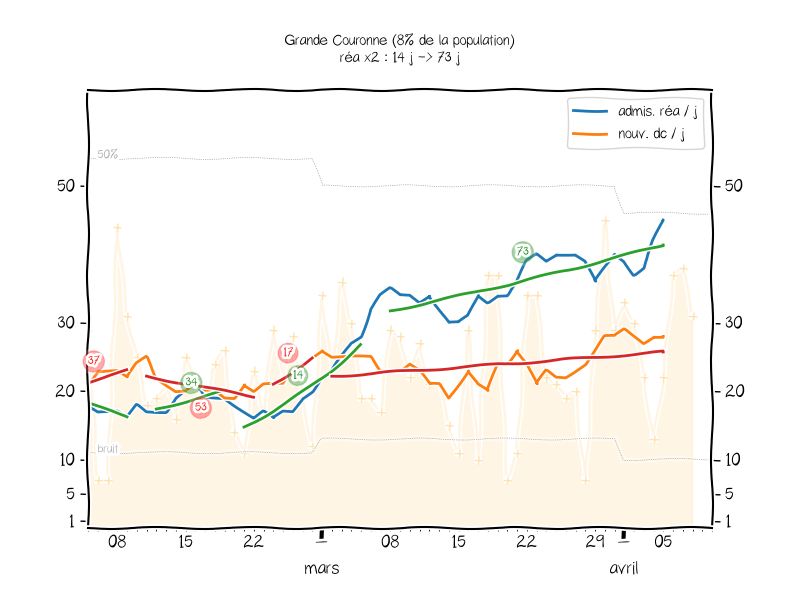 Grande Couronne (8% de la population)
réa x2 : 14 j -> 73 j
admis. réa / j
nouv. dc / j
50%
50 50
73
30 30
17
37
14
34
20 20
53
bruit
10 10
5 5
1 1
08 15 22 1 08 15 22 29 1 05
mars avril